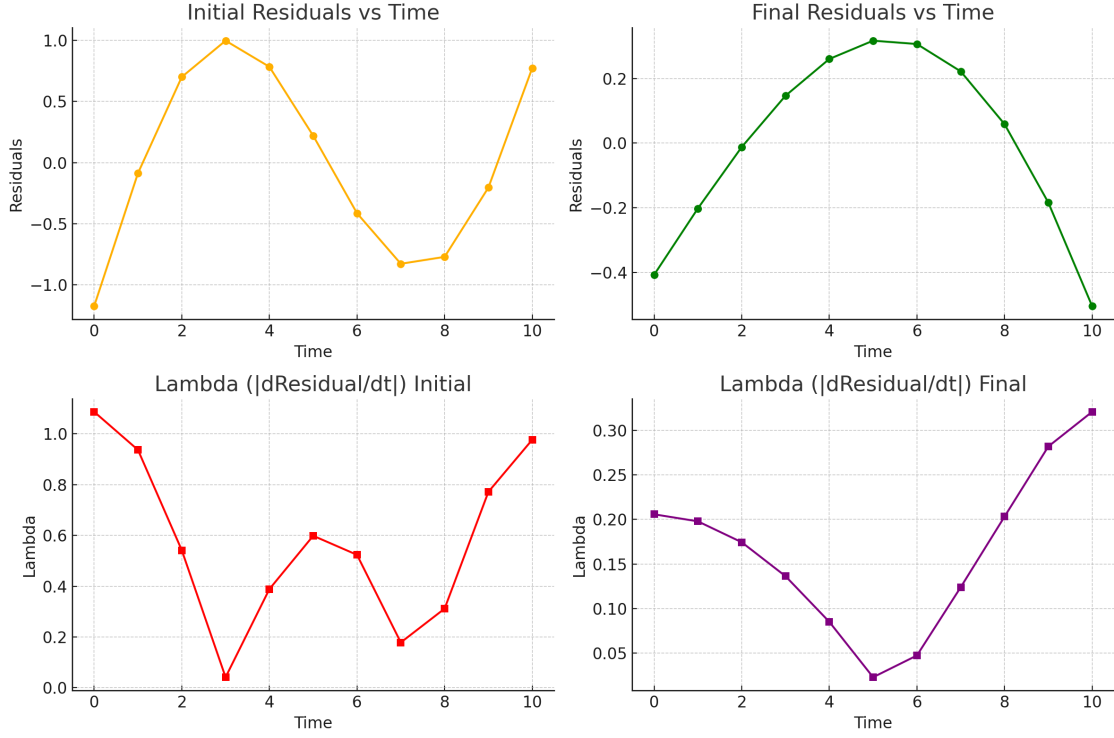 Initial Residuals vs Time
Residuals
1.0
0.5
0.0
−0.5
−1.0
0 2 4 6 8 10
Time
Final Residuals vs Time
Residuals
0.2
0.0
−0.2
−0.4
0 2 4 6 8 10
Time
Lambda (|dResidual/dt|) Initial
Lambda
1.0
0.8
0.6
0.4
0.2
0.0
0 2 4 6 8 10
Time
Lambda (|dResidual/dt|) Final
Lambda
0.30
0.25
0.20
0.15
0.10
0.05
0 2 4 6 8 10
Time